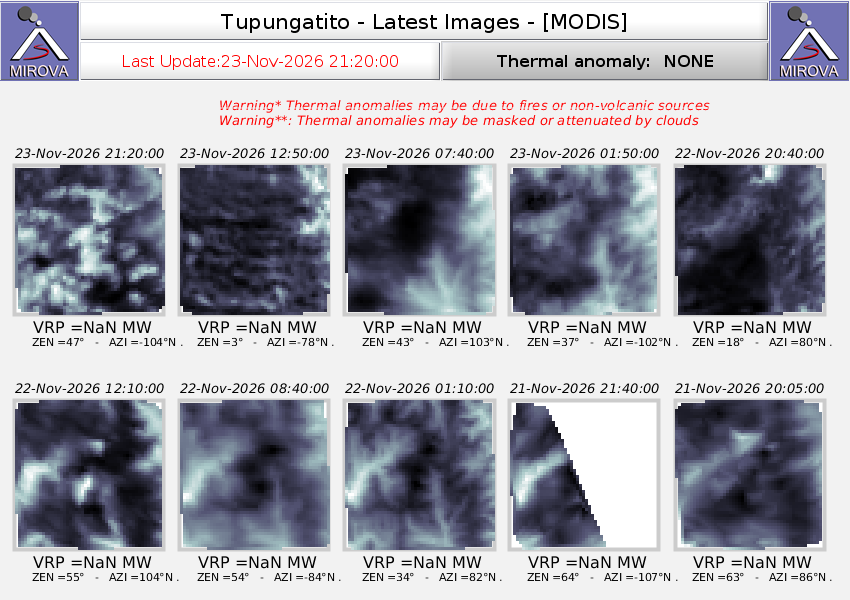 Tupungatito - Latest Images - [MODIS]
MIROVA
Last Update:23-Nov-2026 21:20:00
Thermal anomaly: NONE
MIROVA
Warning* Thermal anomalies may be due to fires or non-volcanic sources
Warning**: Thermal anomalies may be masked or attenuated by clouds
23-Nov-2026 21:20:00 23-Nov-2026 12:50:00 23-Nov-2026 07:40:00 23-Nov-2026 01:50:00 22-Nov-2026 20:40:00
VRP =NaN MW VRP =NaN MW VRP =NaN MW VRP =NaN MW VRP =NaN MW
ZEN =47° - AZI =-104°N . ZEN =3° - AZI =-78°N . ZEN =43° - AZI =103°N . ZEN =37° - AZI =-102°N . ZEN =18° - AZI =80°N .
22-Nov-2026 12:10:00 22-Nov-2026 08:40:00 22-Nov-2026 01:10:00 21-Nov-2026 21:40:00 21-Nov-2026 20:05:00
VRP =NaN MW VRP =NaN MW VRP =NaN MW VRP =NaN MW VRP =NaN MW
ZEN =55° - AZI =104°N . ZEN =54° - AZI =-84°N . ZEN =34° - AZI =82°N . ZEN =64° - AZI =-107°N . ZEN =63° - AZI =86°N .